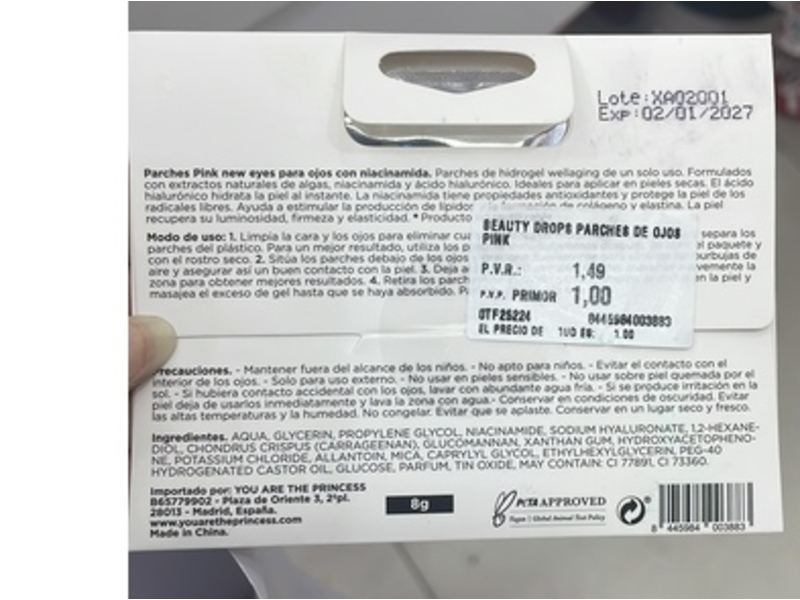 Lote:XA02001
Exp:02/01/2027
Parches Pink new eyes para ojos con niacinamida. Parches de hidrogel wellaging de un solo uso. Formulados
con extractos naturales de algas, niacinamida y ácido hialurónico. Ideales para aplicar en pieles secas. El ácido
hialurónico hidrata la piel al instante. La niacinamida tiene propiedades antioxidantes y protege la piel de los
radicales libres. Ayuda a estimular la producción de lípidos y la formación de colágeno y elastina. La piel
recupera su luminosidad, firmeza y elasticidad. * Producto
Modo de uso: 1. Limpia la cara y los ojos para eliminar separa los
parches del plástico. Para un mejor resultado, utiliza los p el paquete y
con el rostro seco. 2. Sitúa los parches debajo de los ojos burbujas de
aire y asegurar así un buen contacto con la piel. 3. Deja a vemente la
zona para obtener mejores resultados. 4. Retira los parch en la piel y
masajea el exceso de gel hasta que se haya absorbido.
BEAUTY DROPS PARCHES DE OJOS
PINK
P.V.R.: 1,49
P.V.P. PRIMOR 1,00
OTF25224 8445984003883
EL PRECIO DE 1UD ES: 1.00
Precauciones. - Mantener fuera del alcance de los niños. - No apto para niños. - Evitar el contacto con el
interior de los ojos. - Solo para uso externo. - No usar en pieles sensibles. - No usar sobre piel quemada por el
sol. - Si hubiera contacto accidental con los ojos, lavar con abundante agua fría. - Si se produce irritación en la
piel deja de usarlos inmediatamente y lava la zona con agua.- Conservar en condiciones de oscuridad. Evitar
las altas temperaturas y la humedad. No congelar. Evitar que se aplaste. Conservar en un lugar seco y fresco.
Ingredientes. AQUA, GLYCERIN, PROPYLENE GLYCOL, NIACINAMIDE, SODIUM HYALURONATE, 1,2-HEXANE-
DIOL, CHONDRUS CRISPUS (CARRAGEENAN), GLUCOMANNAN, XANTHAN GUM, HYDROXYACETOPHENO-
NE, POTASSIUM CHLORIDE, ALLANTOIN, MICA, CAPRYLYL GLYCOL, ETHYLHEXYLGLYCERIN, PEG-40
HYDROGENATED CASTOR OIL, GLUCOSE, PARFUM, TIN OXIDE, MAY CONTAIN: CI 77891, CI 73360.
Importado por: YOU ARE THE PRINCESS
B65779902 - Plaza de Oriente 3, 2ºpl.
28013 - Madrid, España.
www.youaretheprincess.com
Made in China.
8g
PETA APPROVED
Vegan | Global Animal Test Policy
8 445984 003883